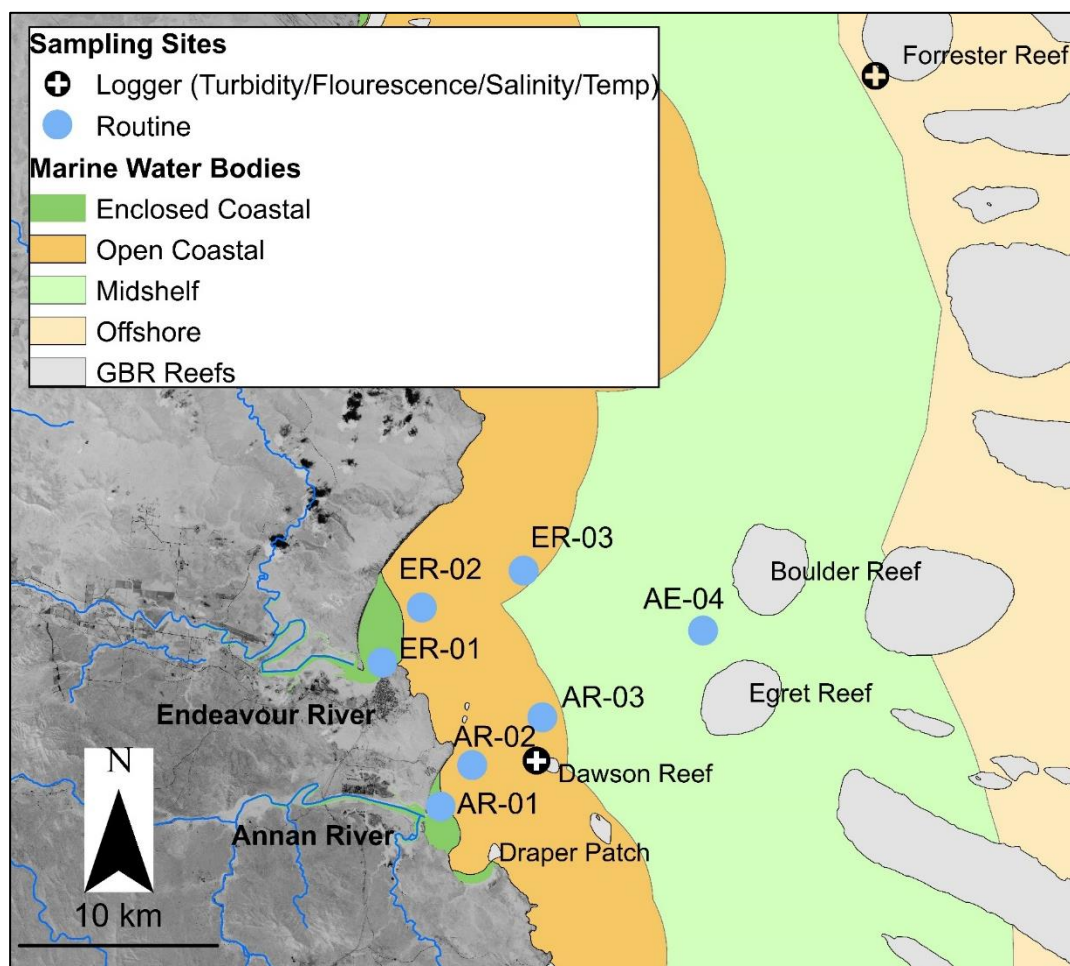 Sampling Sites
Logger (Turbidity/Flourescence/Salinity/Temp)
Routine
Marine Water Bodies
Enclosed Coastal
Open Coastal
Midshelf
Offshore
GBR Reefs
Forrester Reef
ER-03
ER-02
Boulder Reef
AE-04
ER-01
Egret Reef
Endeavour River
AR-03
AR-02
Dawson Reef
AR-01
Annan River
Draper Patch
N
10 km